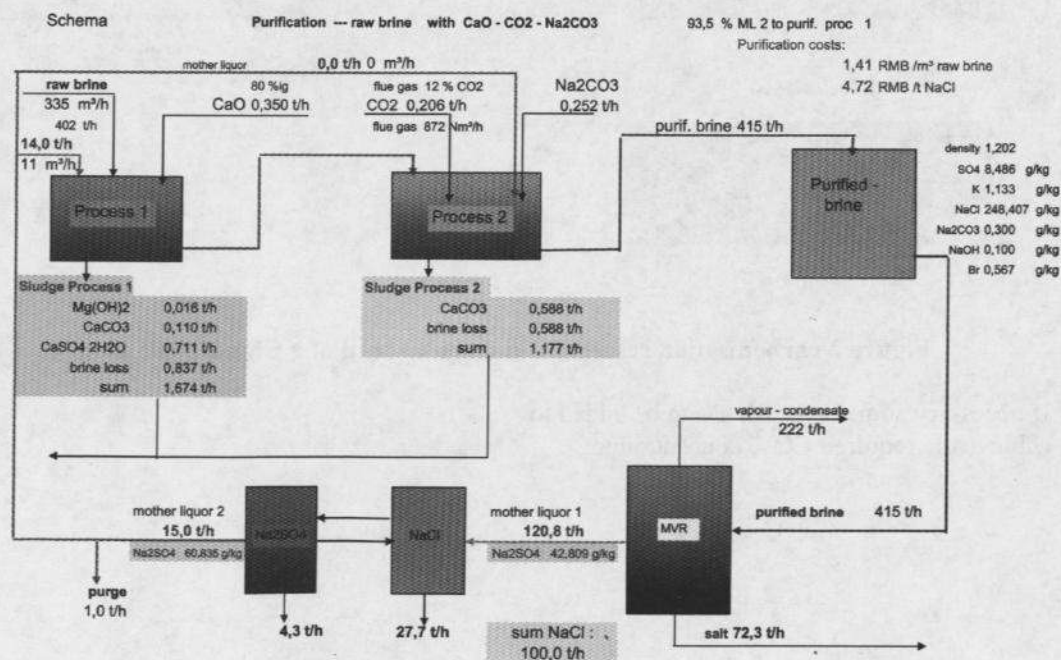 Schema
Purification --- raw brine with CaO - CO2 - Na2CO3
93,5 % ML 2 to purif. proc 1
Purification costs:
1,41 RMB /m³ raw brine
4,72 RMB /t NaCl
mother liquor
0,0 t/h 0 m³/h
raw brine
335 m³/h
402 t/h
14,0 t/h
11 m³/h
80 %ig
CaO 0,350 t/h
flue gas 12 % CO2
CO2 0,206 t/h
flue gas 872 Nm³/h
Na2CO3
0,252 t/h
purif. brine 415 t/h
Process 1
Process 2
Purified -
brine
density 1,202
SO4 8,486 g/kg
K 1,133 g/kg
NaCl 248,407 g/kg
Na2CO3 0,300 g/kg
NaOH 0,100 g/kg
Br 0,567 g/kg
Sludge Process 1
Mg(OH)2 0,016 t/h
CaCO3 0,110 t/h
CaSO4 2H2O 0,711 t/h
brine loss 0,837 t/h
sum 1,674 t/h
Sludge Process 2
CaCO3 0,588 t/h
brine loss 0,588 t/h
sum 1,177 t/h
vapour - condensate
222 t/h
mother liquor 2
15,0 t/h
Na2SO4 60,835 g/kg
Na2SO4
NaCl
mother liquor 1
120,8 t/h
Na2SO4 42,809 g/kg
MVR
purified brine 415 t/h
purge
1,0 t/h
4,3 t/h
27,7 t/h
sum NaCl :
100,0 t/h
salt 72,3 t/h